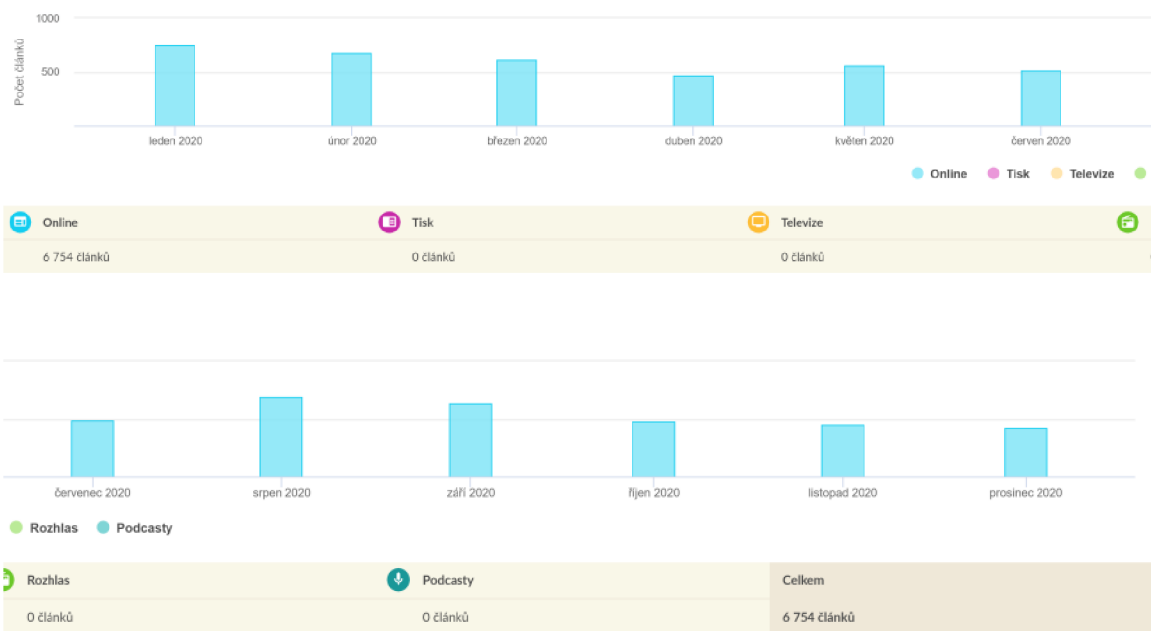 1000
Počet článků
500
leden 2020
únor 2020
březen 2020
duben 2020
květen 2020
červen 2020
Online Tisk Televize
Online Tisk Televize
6 754 článků 0 článků 0 článků
červenec 2020
srpen 2020
září 2020
říjen 2020
listopad 2020
prosinec 2020
Rozhlas Podcasty
Rozhlas Podcasty Celkem
0 článků 0 článků 6 754 článků